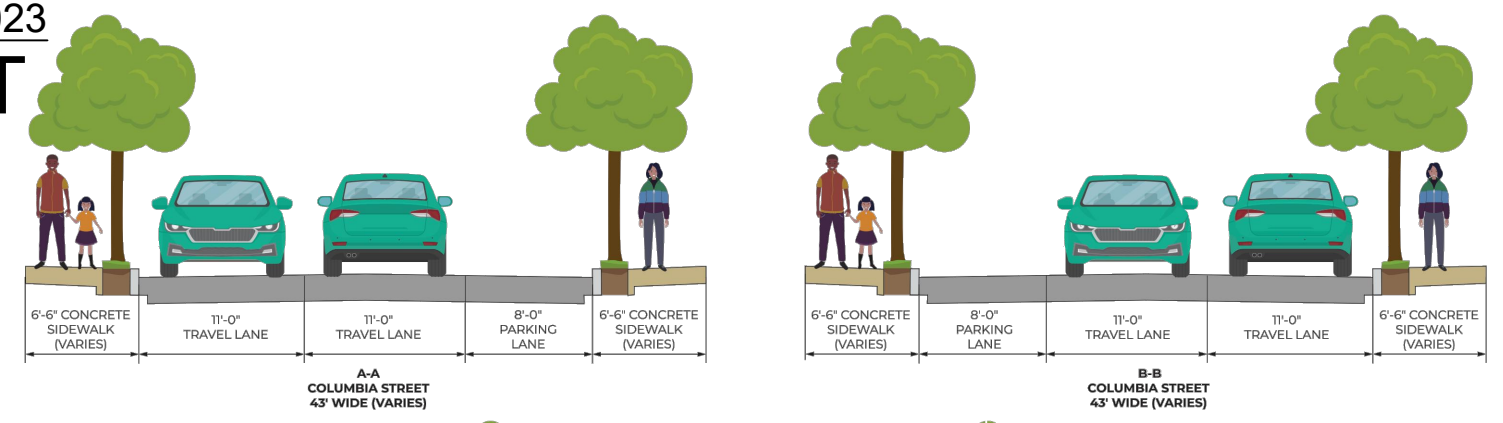 023
T
6'-6" CONCRETE
SIDEWALK
(VARIES)
11'-0"
TRAVEL LANE
11'-0"
TRAVEL LANE
8'-0"
PARKING
LANE
6'-6" CONCRETE
SIDEWALK
(VARIES)
A-A
COLUMBIA STREET
43' WIDE (VARIES)
6'-6" CONCRETE
SIDEWALK
(VARIES)
8'-0"
PARKING
LANE
11'-0"
TRAVEL LANE
11'-0"
TRAVEL LANE
6'-6" CONCRETE
SIDEWALK
(VARIES)
B-B
COLUMBIA STREET
43' WIDE (VARIES)